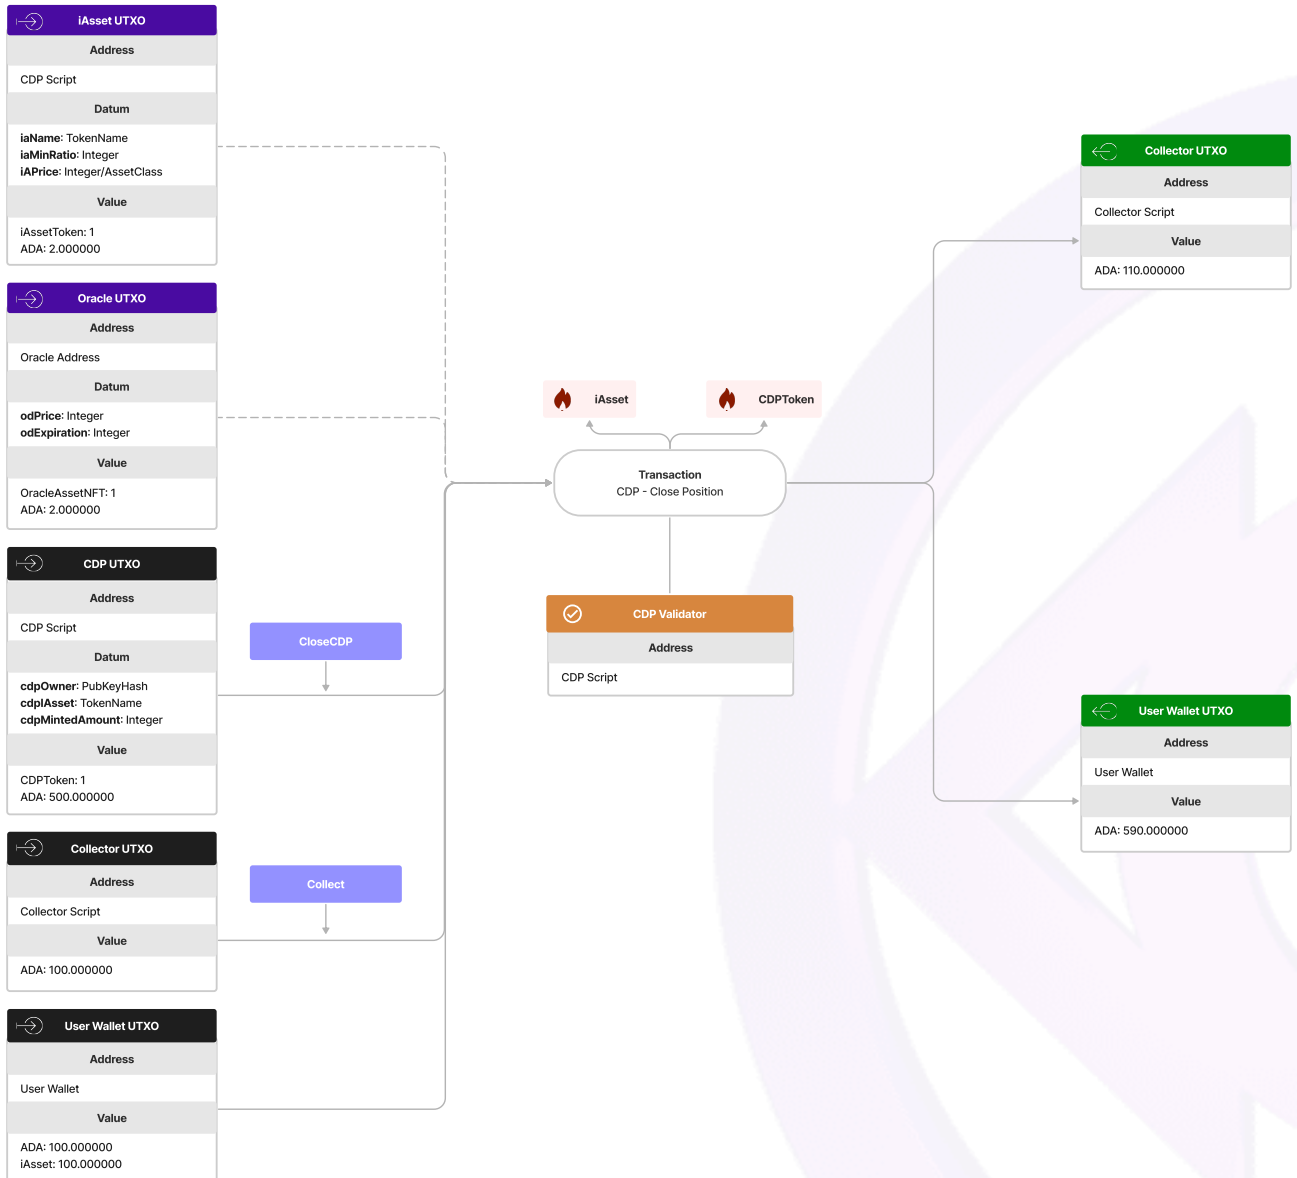 iAsset UTXO
Address
CDP Script
Datum
iaName: TokenName
iaMinRatio: Integer
iAPrice: Integer/AssetClass
Value
iAssetToken: 1
ADA: 2.000000
Oracle UTXO
Address
Oracle Address
Datum
odPrice: Integer
odExpiration: Integer
Value
OracleAssetNFT: 1
ADA: 2.000000
CDP UTXO
Address
CDP Script
Datum
cdpOwner: PubKeyHash
cdpIAsset: TokenName
cdpMintedAmount: Integer
Value
CDPToken: 1
ADA: 500.000000
Collector UTXO
Address
Collector Script
Value
ADA: 100.000000
User Wallet UTXO
Address
User Wallet
Value
ADA: 100.000000
iAsset: 100.000000
CloseCDP
Collect
iAsset
CDPToken
Transaction
CDP - Close Position
CDP Validator
Address
CDP Script
Collector UTXO
Address
Collector Script
Value
ADA: 110.000000
User Wallet UTXO
Address
User Wallet
Value
ADA: 590.000000